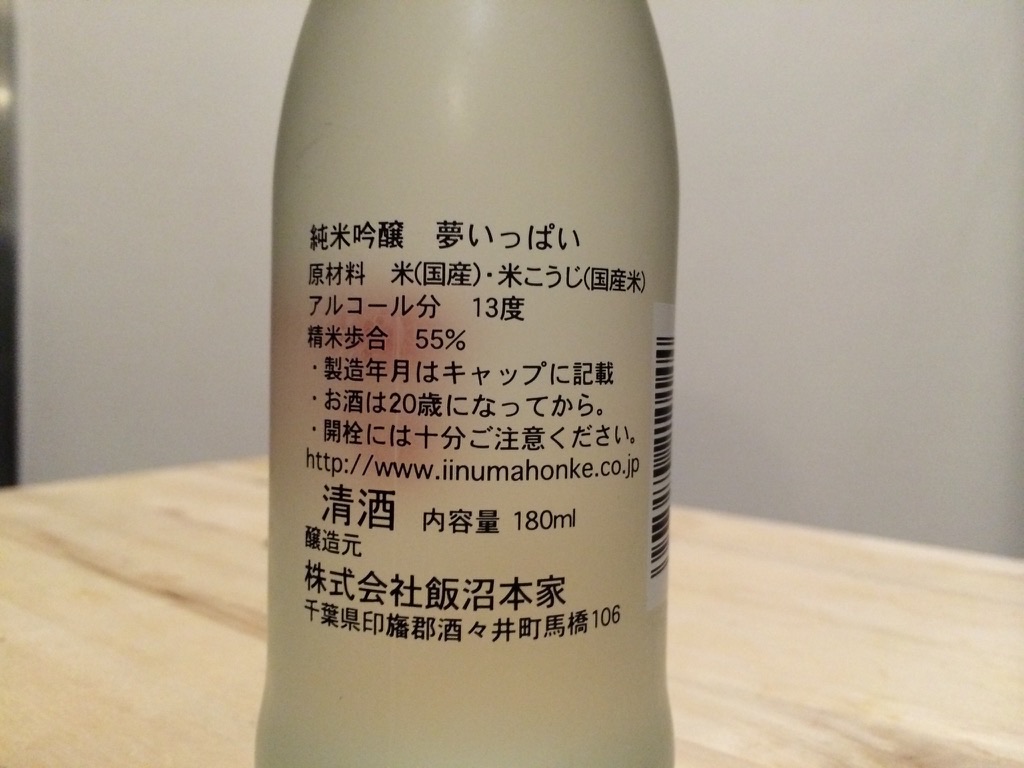 純米吟醸　夢いっぱい
原材料　米(国産)・米こうじ(国産米)
アルコール分　13度
精米歩合　55%
・製造年月はキャップに記載
・お酒は20歳になってから。
・開栓には十分ご注意ください。
http://www.iinumahonke.co.jp
清酒　内容量 180ml
醸造元
株式会社飯沼本家
千葉県印旛郡酒々井町馬橋106